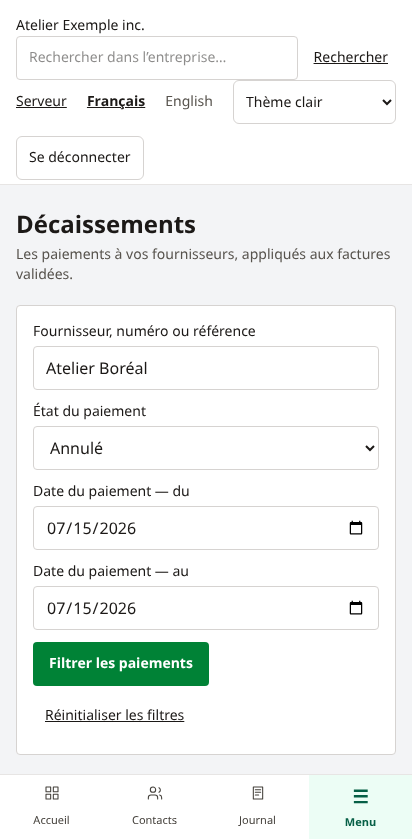 Atelier Exemple inc.
Rechercher dans l’entreprise…
Rechercher
Serveur
Français
English
Thème clair
Se déconnecter
Décaissements
Les paiements à vos fournisseurs, appliqués aux factures
validées.
Fournisseur, numéro ou référence
Atelier Boréal
État du paiement
Annulé
Date du paiement — du
07/15/2026
Date du paiement — au
07/15/2026
Filtrer les paiements
Réinitialiser les filtres
Accueil
Contacts
Journal
Menu